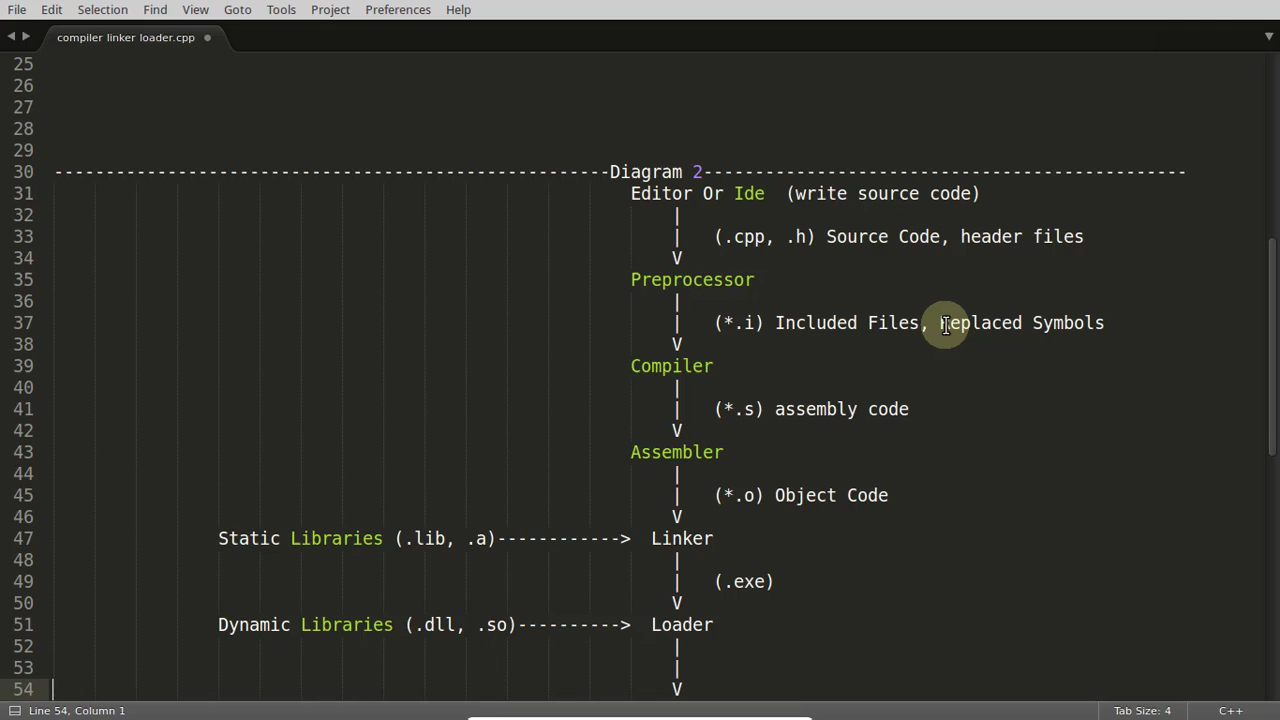 File Edit Selection Find View Goto Tools Project Preferences Help
compiler linker loader.cpp
25
26
27
28
29
30 ------------------------------------------------------Diagram 2-----------------------------------------------
31 Editor Or Ide (write source code)
32 |
33 | (.cpp, .h) Source Code, header files
34 V
35 Preprocessor
36 |
37 | (*.i) Included Files, Replaced Symbols
38 V
39 Compiler
40 |
41 | (*.s) assembly code
42 V
43 Assembler
44 |
45 | (*.o) Object Code
46 V
47 Static Libraries (.lib, .a)------------> Linker
48 |
49 | (.exe)
50 V
51 Dynamic Libraries (.dll, .so)----------> Loader
52 |
53 |
54 V
Line 54, Column 1 Tab Size: 4 C++